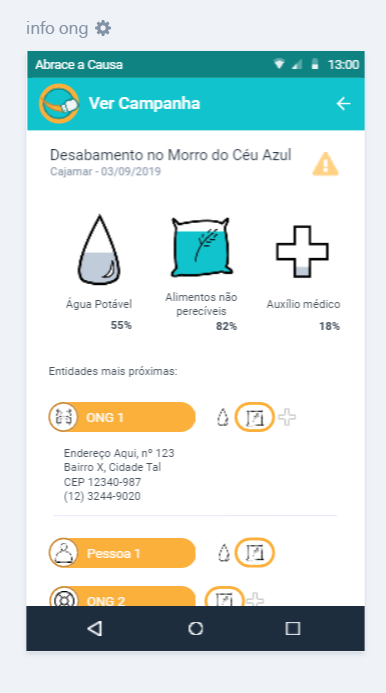 info ong
Abrace a Causa 13:00
Ver Campanha
Desabamento no Morro do Céu Azul
Cajamar - 03/09/2019
Água Potável
55%
Alimentos não
perecíveis
82%
Auxílio médico
18%
Entidades mais próximas:
ONG 1
Endereço Aqui, nº 123
Bairro X, Cidade Tal
CEP 12340-987
(12) 3244-9020
Pessoa 1
ONG 2